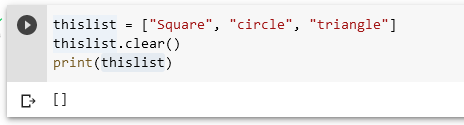 thislist = ["Square", "circle", "triangle"]
thislist.clear()
print(thislist)
[]